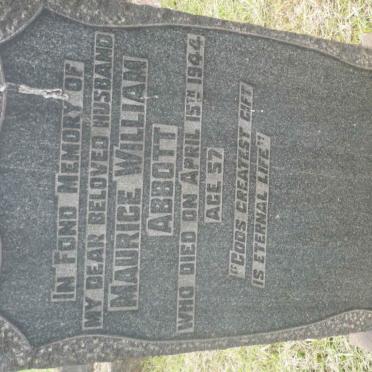 IN FOND MEMORY OF
MY DEAR BELOVED HUSBAND
MAURICE WILLIAM
ABBOTT
WHO DIED ON APRIL 15TH 1944
AGE 57
"GODS GREATEST GIFT
IS ETERNAL LIFE"